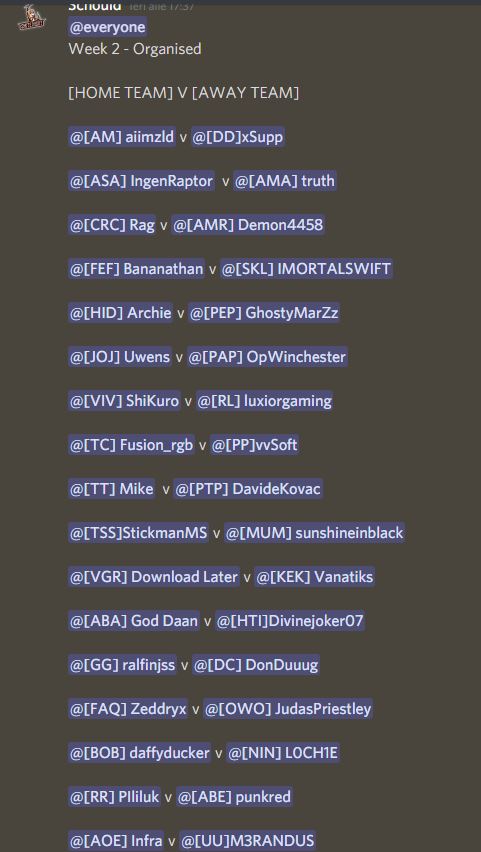 Schould
@everyone
Week 2 - Organised
[HOME TEAM] V [AWAY TEAM]
@[AM] aiimzld v @[DD]xSupp
@[ASA] IngenRaptor v @[AMA] truth
@[CRC] Rag v @[AMR] Demon4458
@[FEF] Bananathan v @[SKL] IMORTALSWIFT
@[HID] Archie v @[PEP] GhostyMarZz
@[JOJ] Uwens v @[PAP] OpWinchester
@[VIV] ShiKuro v @[RL] luxiorgaming
@[TC] Fusion_rgb v @[PP]vvSoft
@[TT] Mike v @[PTP] DavideKovac
@[TSS]StickmanMS v @[MUM] sunshineinblack
@[VGR] Download Later v @[KEK] Vanatiks
@[ABA] God Daan v @[HTI]Divinejoker07
@[GG] ralfinjss v @[DC] DonDuuug
@[FAQ] Zeddryx v @[OWO] JudasPriestley
@[BOB] daffyducker v @[NIN] L0CH1E
@[RR] Plliluk v @[ABE] punkred
@[AOE] Infra v @[UU]M3RANDUS